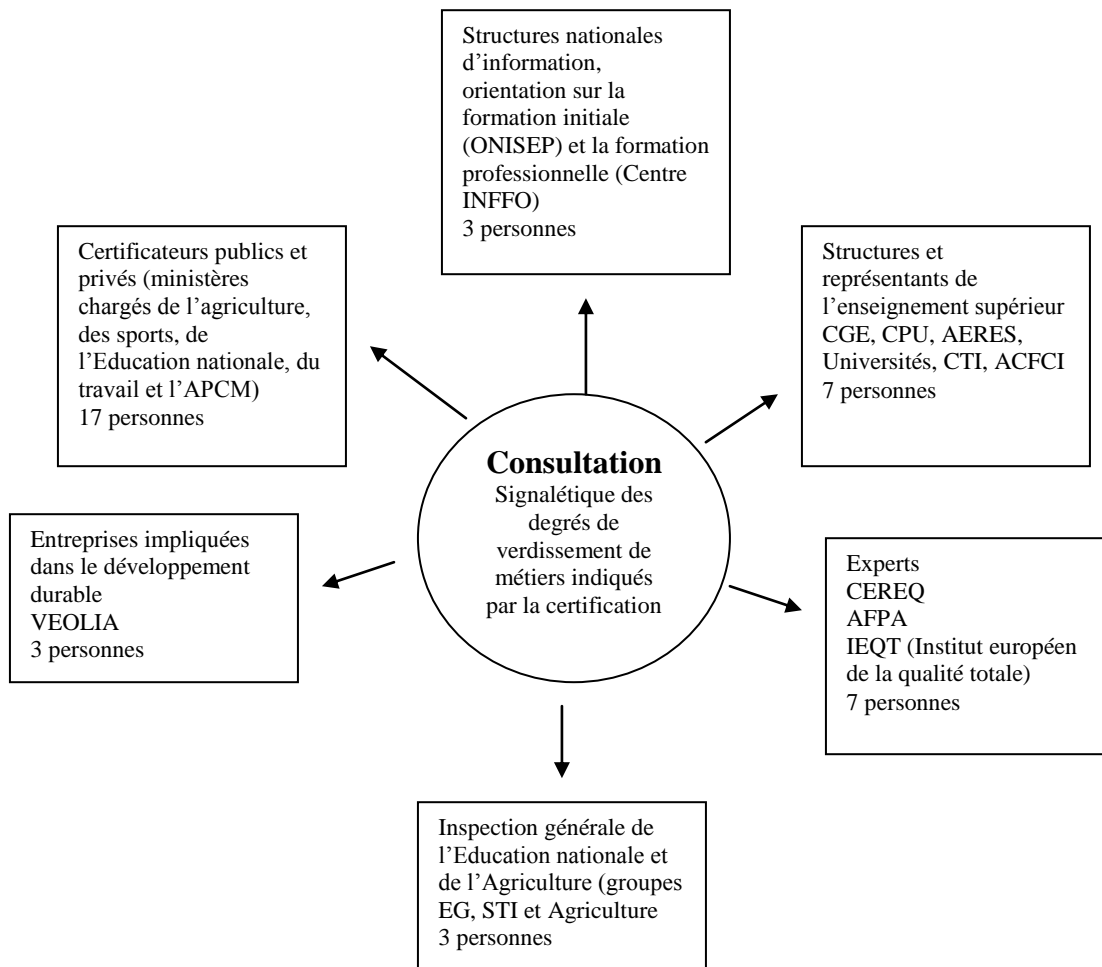 Structures nationales
d’information,
orientation sur la
formation initiale
(ONISEP) et la formation
professionnelle (Centre
INFFO)
3 personnes
Certificateurs publics et
privés (ministères
chargés de l’agriculture,
des sports, de
l’Education nationale, du
travail et l’APCM)
17 personnes
Structures et
représentants de
l’enseignement supérieur
CGE, CPU, AERES,
Universités, CTI, ACFCI
7 personnes
Consultation
Signalétique des
degrés de
verdissement de
métiers indiqués
par la certification
Entreprises impliquées
dans le développement
durable
VEOLIA
3 personnes
Experts
CEREQ
AFPA
IEQT (Institut européen
de la qualité totale)
7 personnes
Inspection générale de
l’Education nationale et
de l’Agriculture (groupes
EG, STI et Agriculture
3 personnes